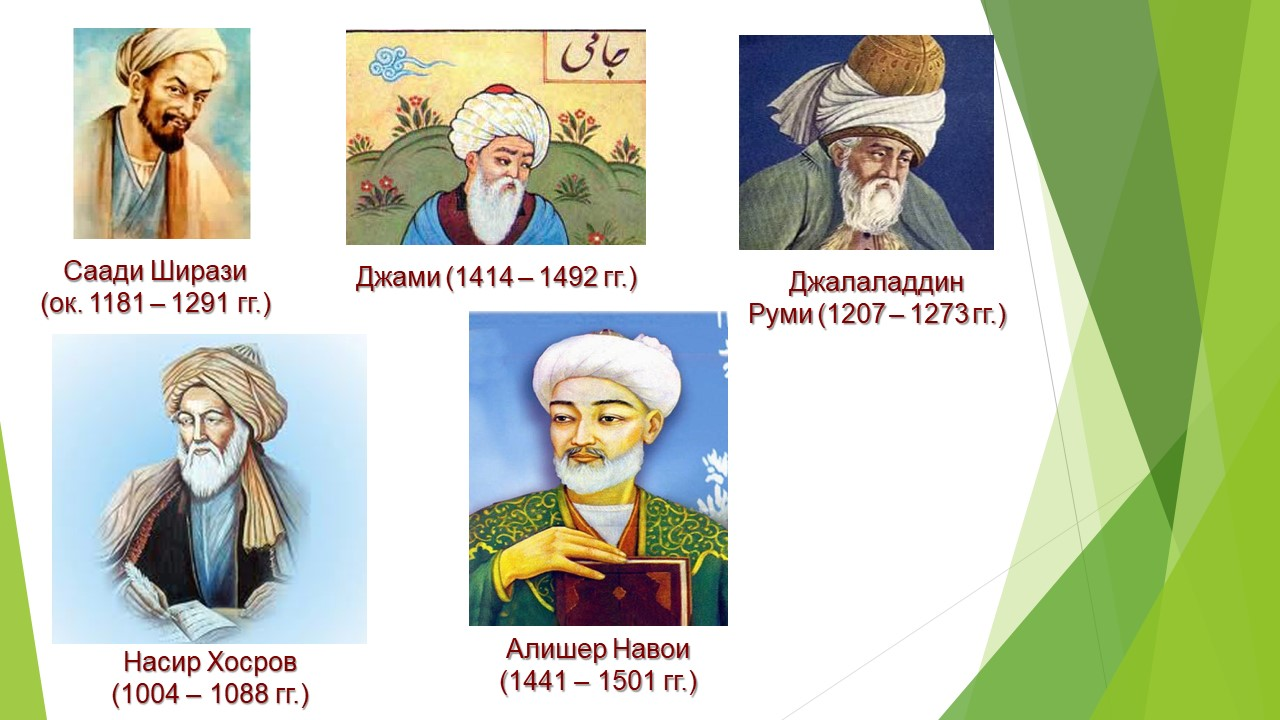 جامی
Саади Ширази
(ок. 1181 – 1291 гг.)
Джами (1414 – 1492 гг.)
Джалаладдин
Руми (1207 – 1273 гг.)
Насир Хосров
(1004 – 1088 гг.)
Алишер Навои
(1441 – 1501 гг.)